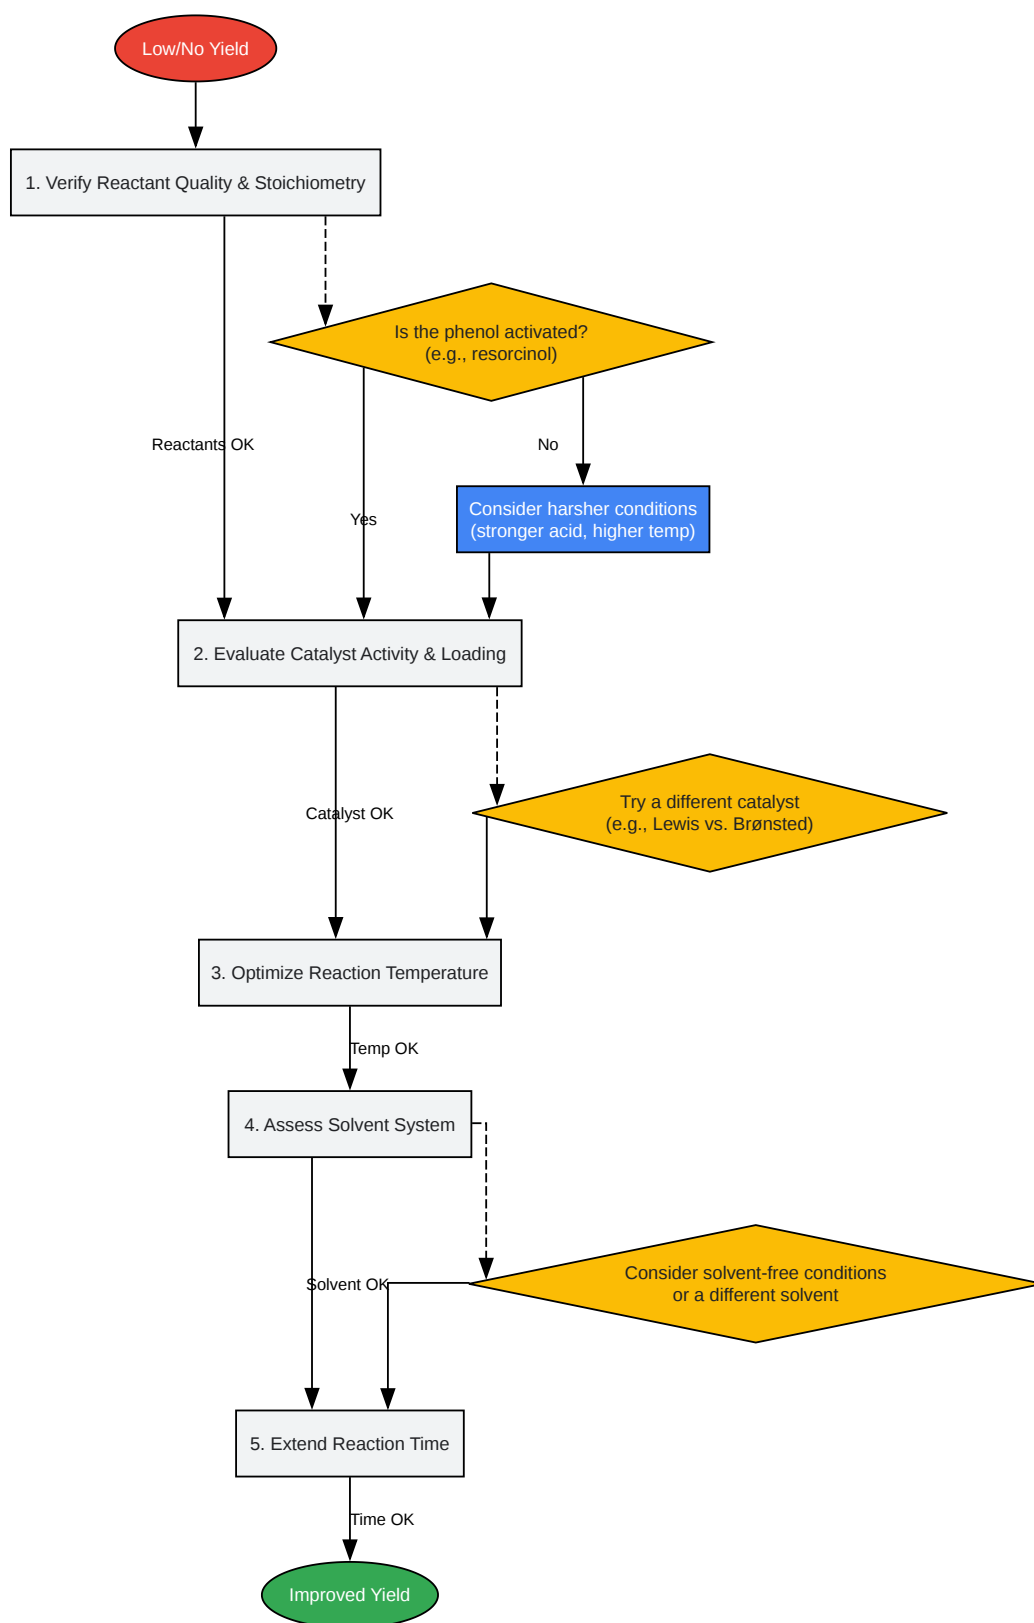 Low/No Yield
1. Verify Reactant Quality & Stoichiometry
Is the phenol activated?
(e.g., resorcinol)
Reactants OK
No
Yes
Consider harsher conditions
(stronger acid, higher temp)
2. Evaluate Catalyst Activity & Loading
Try a different catalyst
(e.g., Lewis vs. Brønsted)
Catalyst OK
3. Optimize Reaction Temperature
Temp OK
4. Assess Solvent System
Consider solvent-free conditions
or a different solvent
Solvent OK
5. Extend Reaction Time
Time OK
Improved Yield